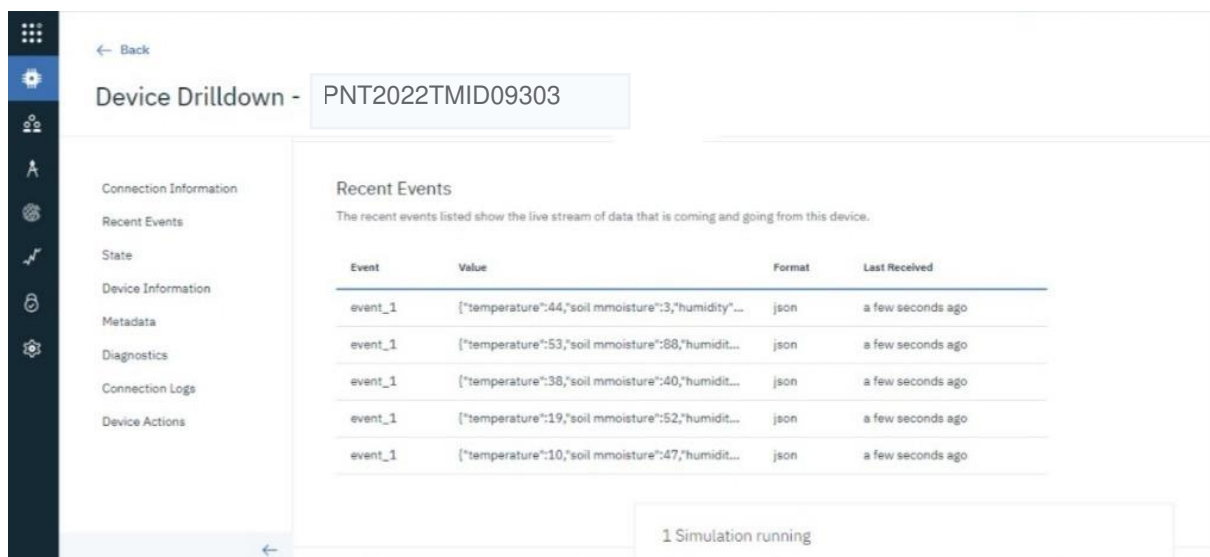 ← Back
Device Drilldown - PNT2022TMID09303
Connection Information
Recent Events
State
Device Information
Metadata
Diagnostics
Connection Logs
Device Actions
Recent Events
The recent events listed show the live stream of data that is coming and going from this device.
Event Value Format Last Received
event_1 {"temperature":44,"soil mmoisture":3,"humidity"... json a few seconds ago
event_1 {"temperature":53,"soil mmoisture":88,"humidit... json a few seconds ago
event_1 {"temperature":38,"soil mmoisture":40,"humidit... json a few seconds ago
event_1 {"temperature":19,"soil mmoisture":52,"humidit... json a few seconds ago
event_1 {"temperature":10,"soil mmoisture":47,"humidit... json a few seconds ago
1 Simulation running